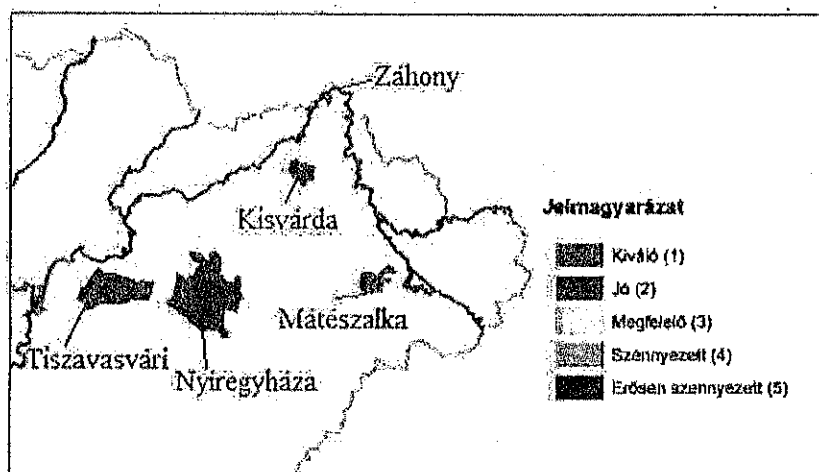 Záhony
Kisvárda
Mátészalka
Tiszavasvári
Nyíregyháza
Jelmagyarázat
Kiváló (1)
Jó (2)
Megfelelő (3)
Szennyezett (4)
Erősen szennyezett (5)